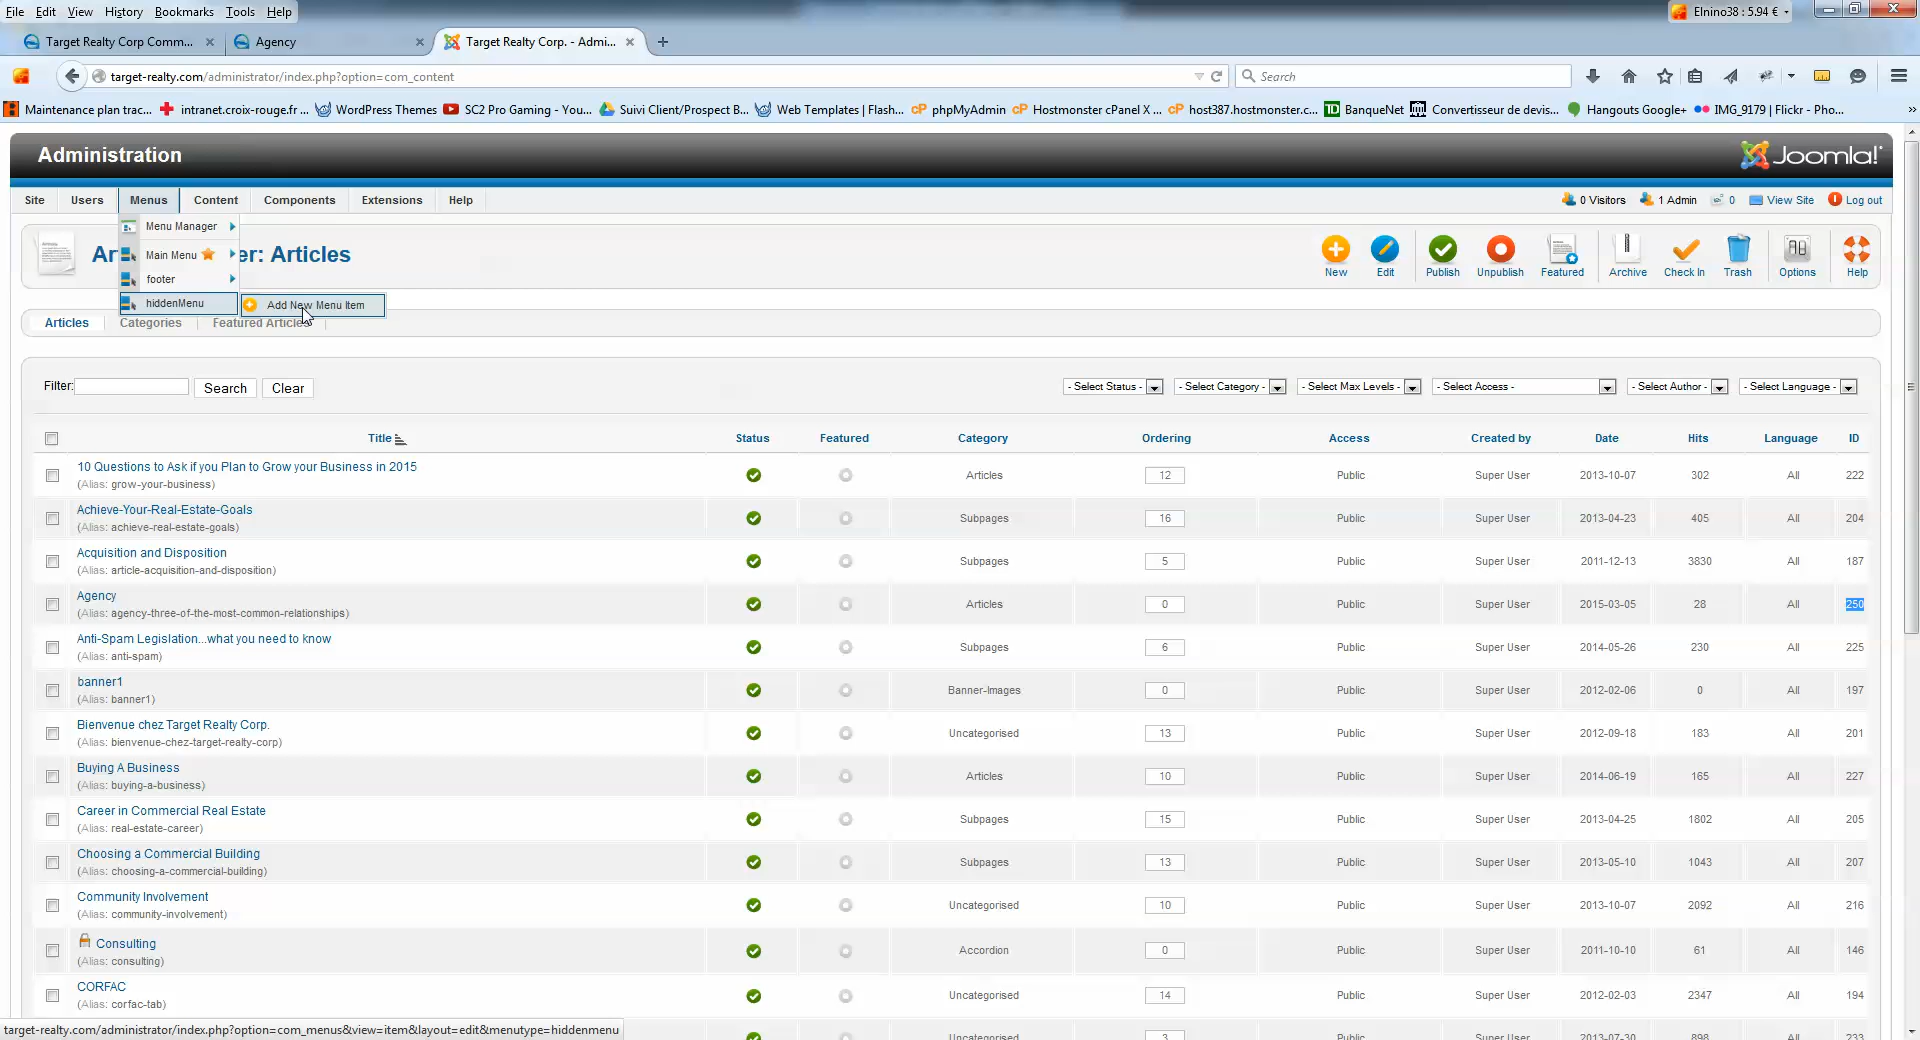 File Edit View History Bookmarks Tools Help Elnino38 : 5.94 €
Target Realty Corp Comm... Agency Target Realty Corp. - Admi...
target-realty.com/administrator/index.php?option=com_content Search
Maintenance plan trac... intranet.croix-rouge.fr ... WordPress Themes SC2 Pro Gaming - You... Suivi Client/Prospect B... Web Templates | Flash... phpMyAdmin Hostmonster cPanel X ... host387.hostmonster.c... BanqueNet Convertisseur de devis... Hangouts Google+ IMG_9179 | Flickr - Pho... »
Administration Joomla!
Site Users Menus Content Components Extensions Help 0 Visitors 1 Admin 0 View Site Log out
Menu Manager
Main Menu
footer
hiddenMenu Add New Menu Item
Ar er: Articles New Edit Publish Unpublish Featured Archive Check In Trash Options Help
Articles Categories Featured Articles
Filter: Search Clear - Select Status - - Select Category - - Select Max Levels - - Select Access - - Select Author - - Select Language -
Title Status Featured Category Ordering Access Created by Date Hits Language ID
10 Questions to Ask if you Plan to Grow your Business in 2015
(Alias: grow-your-business) Articles 12 Public Super User 2013-10-07 302 All 222
Achieve-Your-Real-Estate-Goals
(Alias: achieve-real-estate-goals) Subpages 16 Public Super User 2013-04-23 405 All 204
Acquisition and Disposition
(Alias: article-acquisition-and-disposition) Subpages 5 Public Super User 2011-12-13 3830 All 187
Agency
(Alias: agency-three-of-the-most-common-relationships) Articles 0 Public Super User 2015-03-05 28 All 250
Anti-Spam Legislation...what you need to know
(Alias: anti-spam) Subpages 6 Public Super User 2014-05-26 230 All 225
banner1
(Alias: banner1) Banner-Images 0 Public Super User 2012-02-06 0 All 197
Bienvenue chez Target Realty Corp.
(Alias: bienvenue-chez-target-realty-corp) Uncategorised 13 Public Super User 2012-09-18 183 All 201
Buying A Business
(Alias: buying-a-business) Articles 10 Public Super User 2014-06-19 165 All 227
Career in Commercial Real Estate
(Alias: real-estate-career) Subpages 15 Public Super User 2013-04-25 1802 All 205
Choosing a Commercial Building
(Alias: choosing-a-commercial-building) Subpages 13 Public Super User 2013-05-10 1043 All 207
Community Involvement
(Alias: community-involvement) Uncategorised 10 Public Super User 2013-10-07 2092 All 216
Consulting
(Alias: consulting) Accordion 0 Public Super User 2011-10-10 61 All 146
CORFAC
(Alias: corfac-tab) Uncategorised 14 Public Super User 2012-02-03 2347 All 194
target-realty.com/administrator/index.php?option=com_menus&view=item&layout=edit&menutype=hiddenmenu Uncategorised 3 Public Super User 2013-07-30 898 All 233